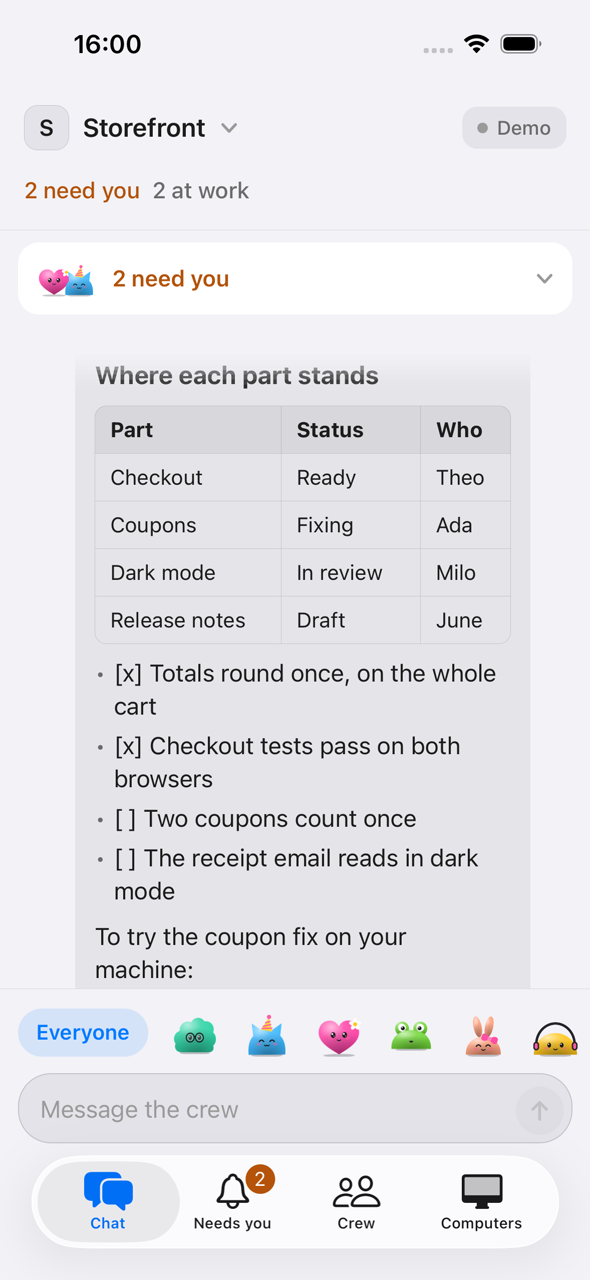 16:00
S Storefront Demo
2 need you 2 at work
2 need you
Where each part stands
Part Status Who
Checkout Ready Theo
Coupons Fixing Ada
Dark mode In review Milo
Release notes Draft June
• [x] Totals round once, on the whole
cart
• [x] Checkout tests pass on both
browsers
• [ ] Two coupons count once
• [ ] The receipt email reads in dark
mode
To try the coupon fix on your
machine:
Everyone
Message the crew
2
Chat Needs you Crew Computers